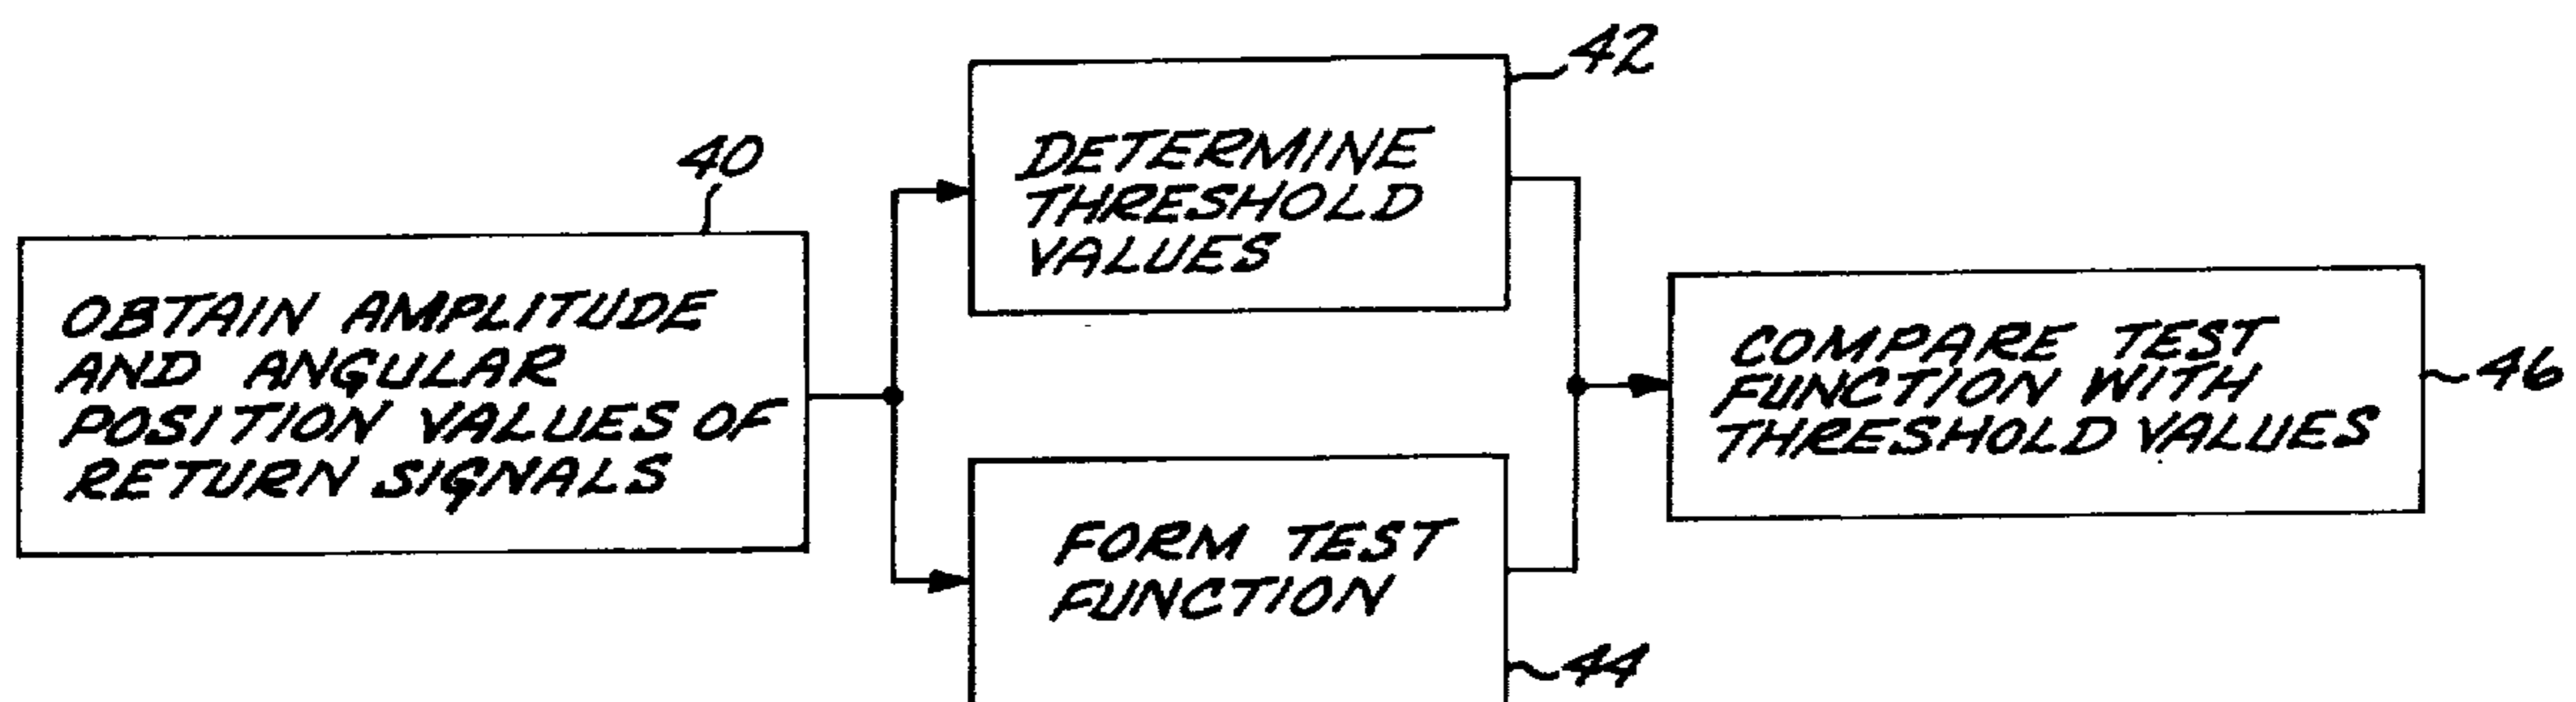 40
OBTAIN AMPLITUDE
AND ANGULAR
POSITION VALUES OF
RETURN SIGNALS
42
DETERMINE
THRESHOLD
VALUES
FORM TEST
FUNCTION
44
COMPARE TEST
FUNCTION WITH
THRESHOLD VALUES
46